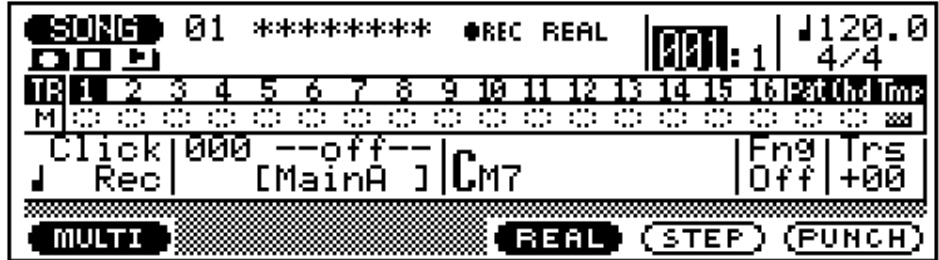 SONG 01 ******** ●REC REAL 001:1 ♩120.0
4/4
TR 1 2 3 4 5 6 7 8 9 10 11 12 13 14 15 16 Pat Chd Tmp
M
Click 000 --off-- CM7 Eng Trs
♩ Rec [MainA ] Off +00
MULTI REAL STEP PUNCH